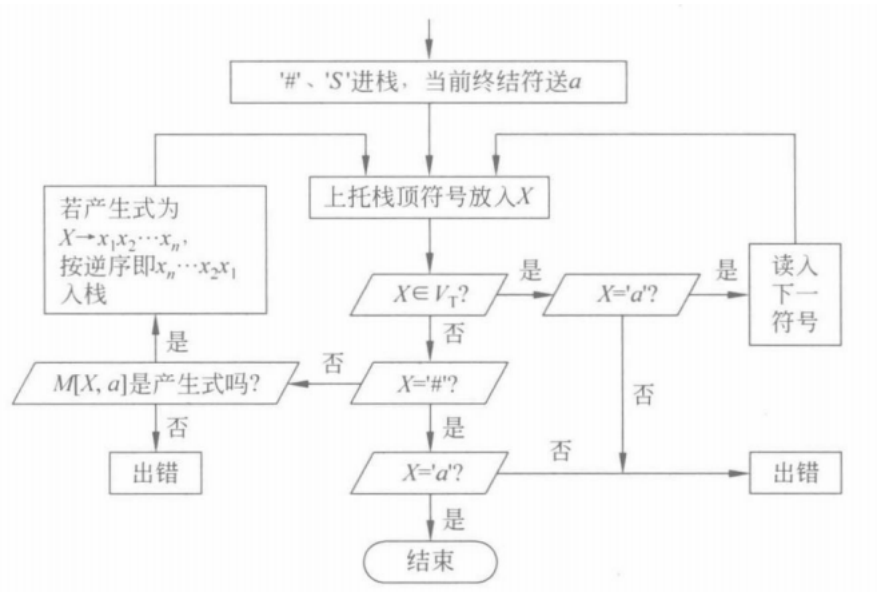 '#'、'S'进栈，当前终结符送a
上托栈顶符号放入X
若产生式为
X→x₁x₂⋯xₙ,
按逆序即xₙ⋯x₂x₁
入栈
X∈V_T?
是
X='a'?
是
读入
下一
符号
否
是
M[X, a]是产生式吗?
否
X='#'?
否
否
是
出错
X='a'?
否
出错
是
结束